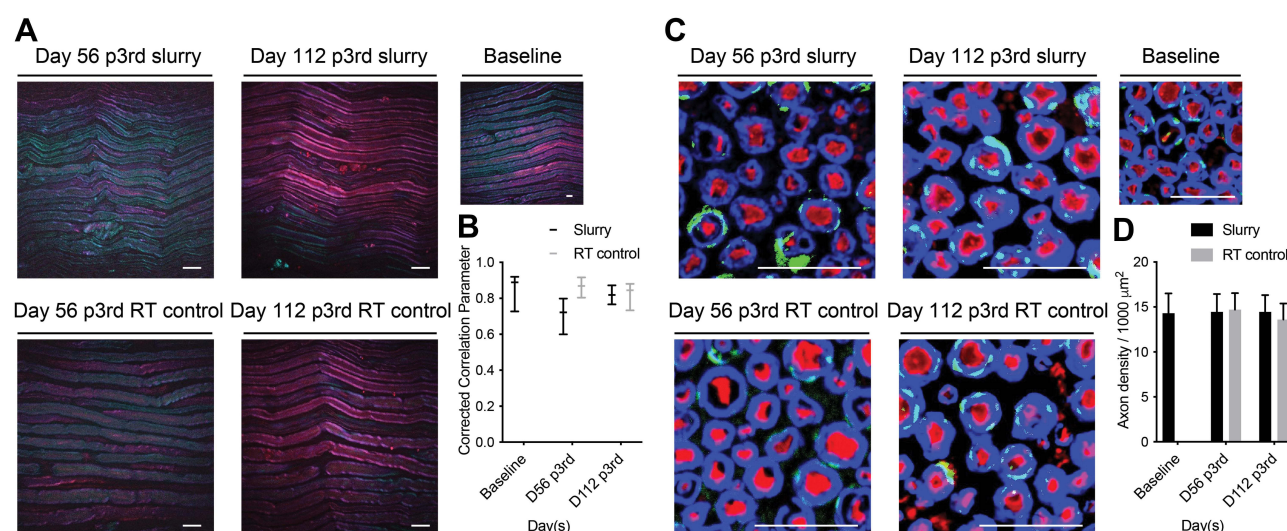 A
Day 56 p3rd slurry
Day 112 p3rd slurry
Baseline
Day 56 p3rd RT control
Day 112 p3rd RT control
B
Slurry
RT control
Corrected Correlation Parameter
1.0
0.8
0.6
0.4
0.2
0.0
Baseline
D56 p3rd
D112 p3rd
Day(s)
C
Day 56 p3rd slurry
Day 112 p3rd slurry
Baseline
Day 56 p3rd RT control
Day 112 p3rd RT control
D
Slurry
RT control
Axon density / 1000 µm²
20
15
10
5
0
Baseline
D56 p3rd
D112 p3rd
Day(s)